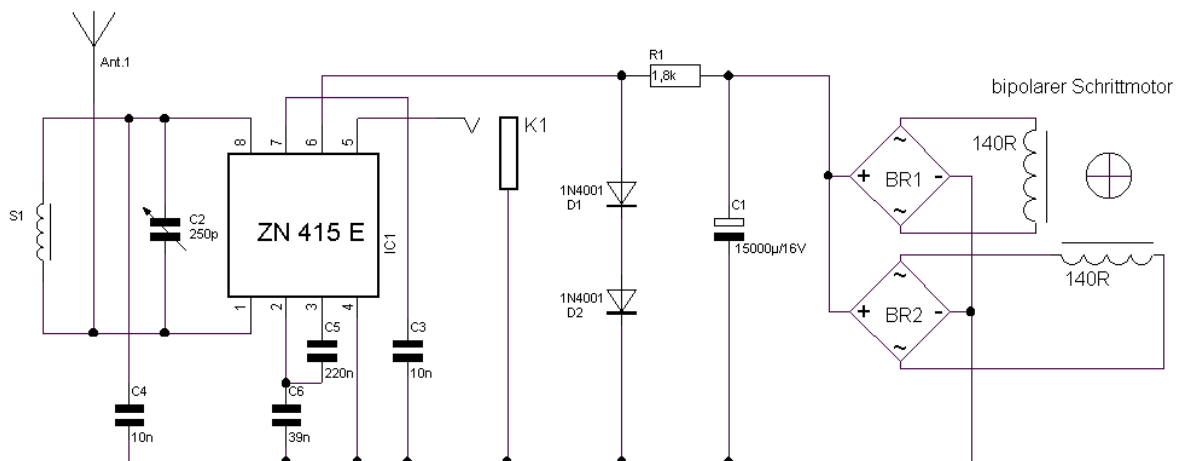 Ant.1
R1
1,8k
bipolarer Schrittmotor
8
7
6
5
K1
140R
~
+ BR1 -
~
1N4001
D1
S1
C2
250p
ZN 415 E
IC1
C1
15000µ/16V
140R
1N4001
D2
~
+ BR2 -
~
1
2
3
4
C5
220n
C3
10n
C4
10n
C6
39n